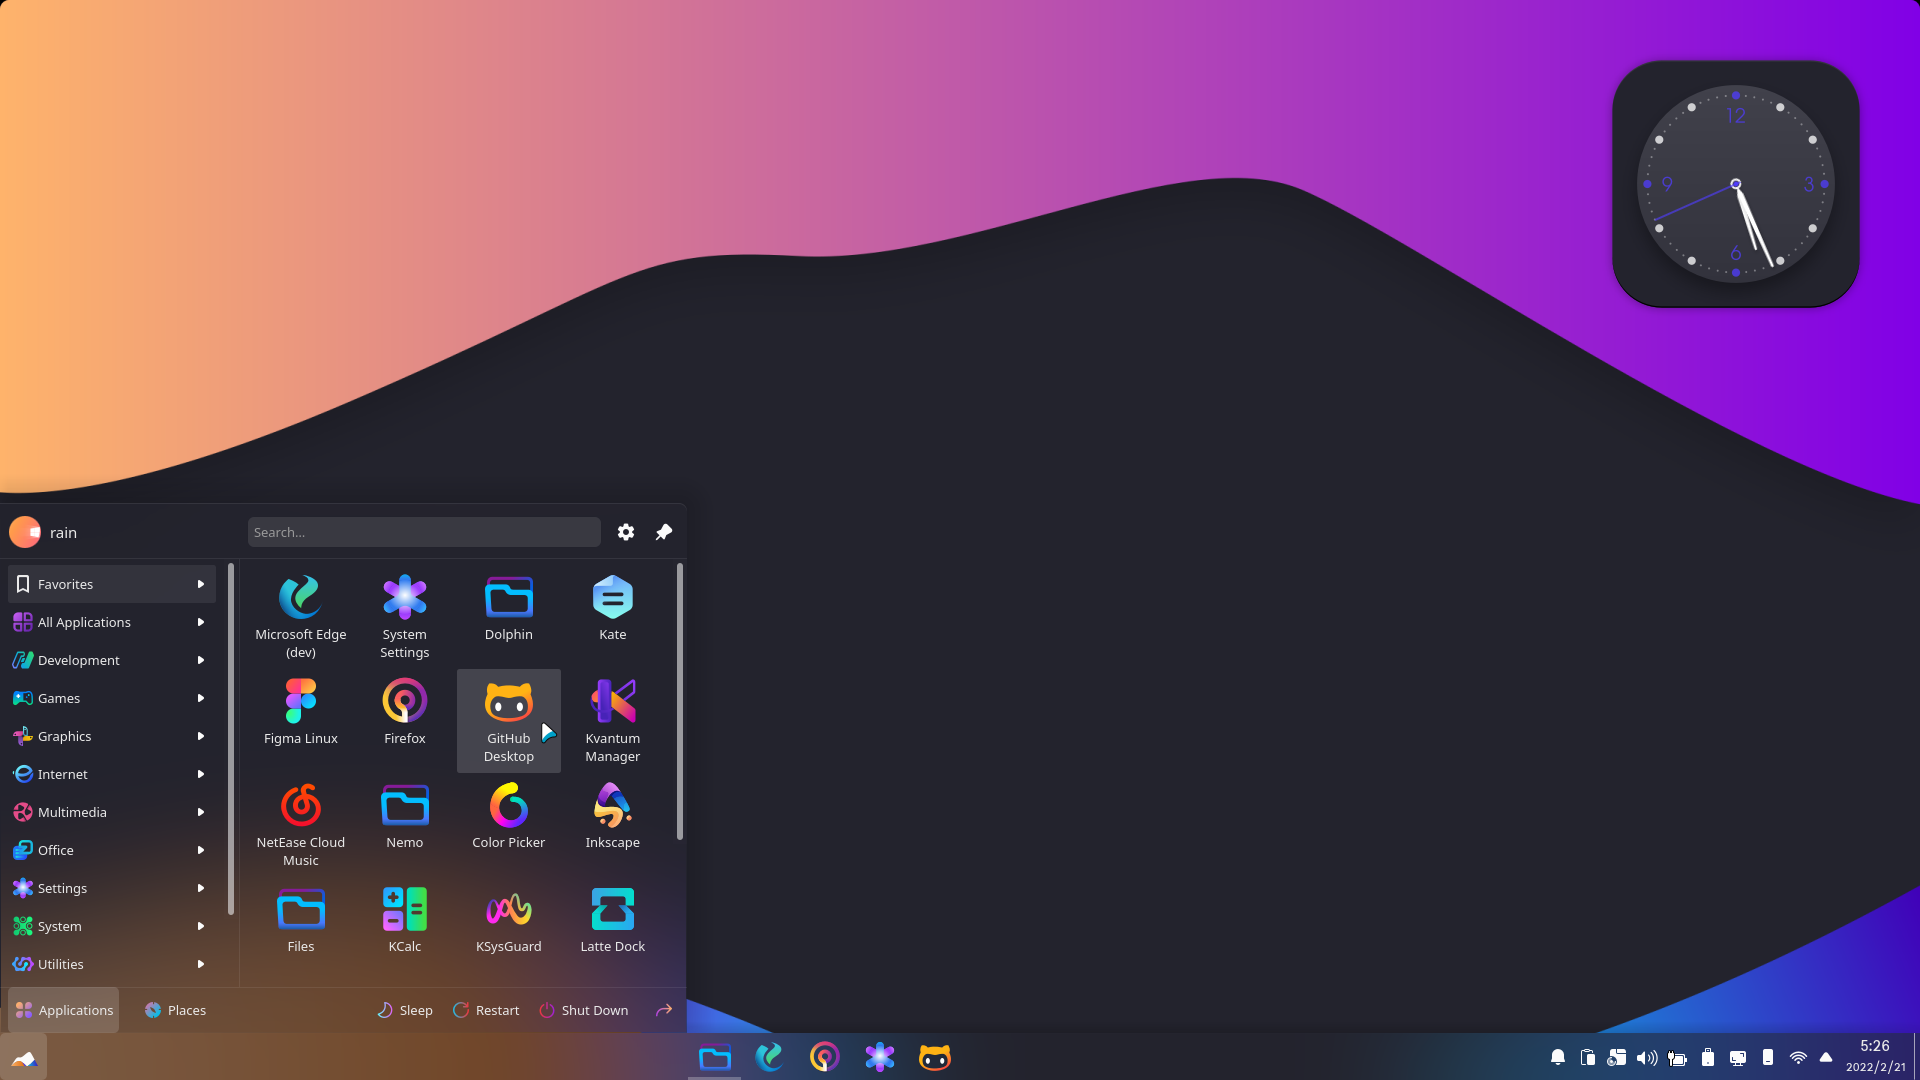 12
9
3
6
rain
Search...
Favorites
All Applications
Development
Games
Graphics
Internet
Multimedia
Office
Settings
System
Utilities
Microsoft Edge
(dev)
System
Settings
Dolphin
Kate
Figma Linux
Firefox
GitHub
Desktop
Kvantum
Manager
NetEase Cloud
Music
Nemo
Color Picker
Inkscape
Files
KCalc
KSysGuard
Latte Dock
Applications
Places
Sleep
Restart
Shut Down
5:26
2022/2/21